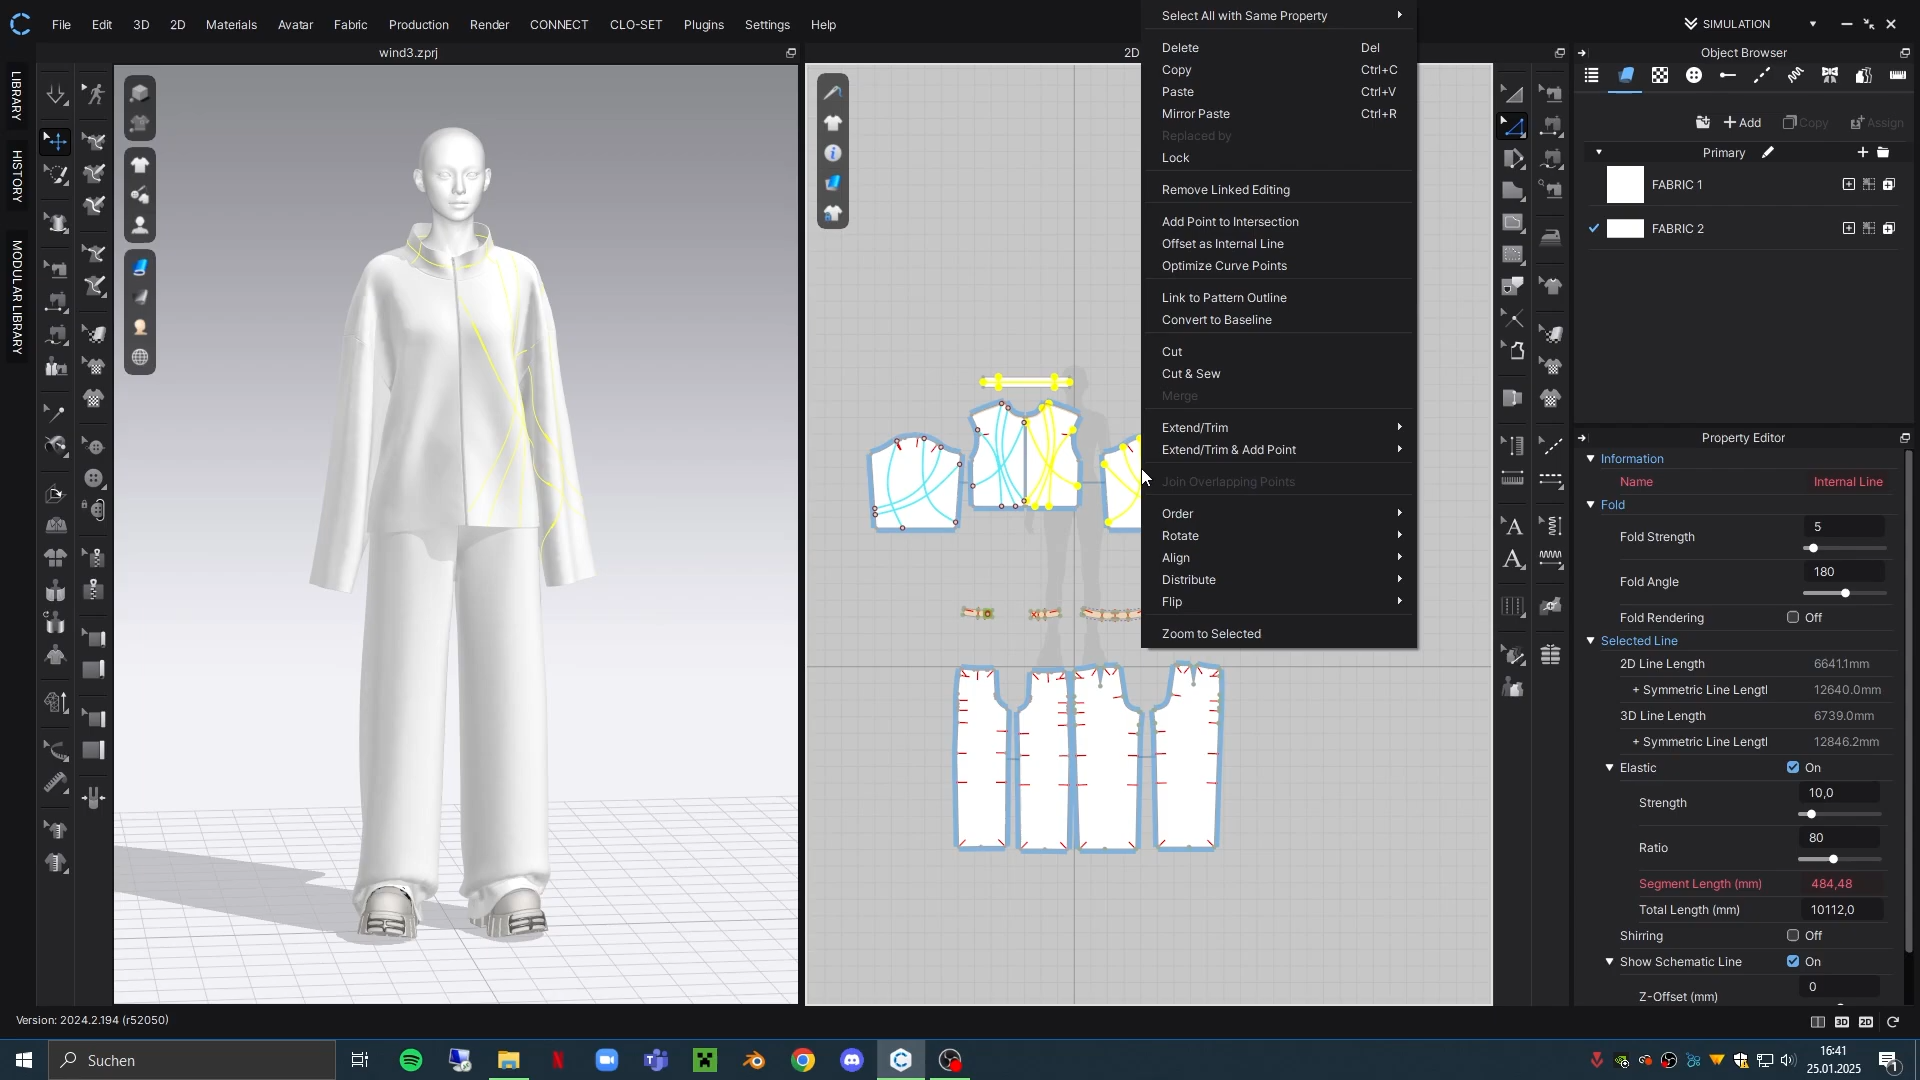 File Edit 3D 2D Materials Avatar Fabric Production Render CONNECT CLO-SET Plugins Settings Help
SIMULATION
wind3.zprj
2D
LIBRARY
HISTORY
MODULAR LIBRARY
Select All with Same Property
Delete Del
Copy Ctrl+C
Paste Ctrl+V
Mirror Paste Ctrl+R
Replaced by
Lock
Remove Linked Editing
Add Point to Intersection
Offset as Internal Line
Optimize Curve Points
Link to Pattern Outline
Convert to Baseline
Cut
Cut & Sew
Merge
Extend/Trim
Extend/Trim & Add Point
Join Overlapping Points
Order
Rotate
Align
Distribute
Flip
Zoom to Selected
Object Browser
+ Add Copy Assign
Primary
FABRIC 1
FABRIC 2
Property Editor
Information
Name Internal Line
Fold
Fold Strength 5
Fold Angle 180
Fold Rendering Off
Selected Line
2D Line Length 6641.1mm
+ Symmetric Line Lengtl 12640.0mm
3D Line Length 6739.0mm
+ Symmetric Line Lengtl 12846.2mm
Elastic On
Strength 10,0
Ratio 80
Segment Length (mm) 484,48
Total Length (mm) 10112,0
Shirring Off
Show Schematic Line On
Z-Offset (mm) 0
Version: 2024.2.194 (r52050)
3D 2D
Suchen
16:41
25.01.2025